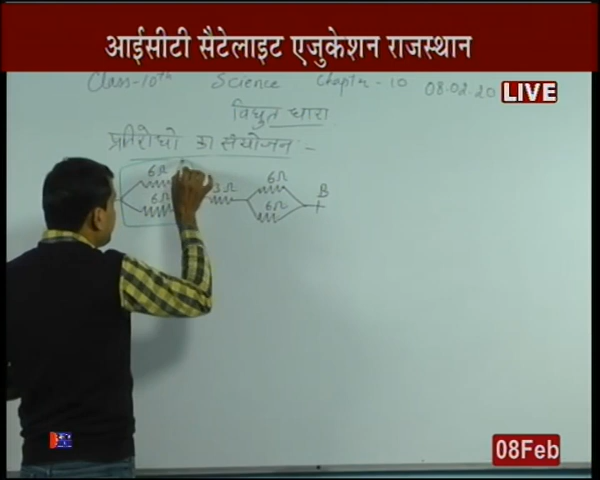 आईसीटी सैटेलाइट एजुकेशन राजस्थान
Class-10th Science Chapter-10 08.02.20
LIVE
विद्युत धारा
प्रतिरोधो का संयोजन :-
6Ω 3Ω 6Ω B
6Ω 6Ω
08Feb